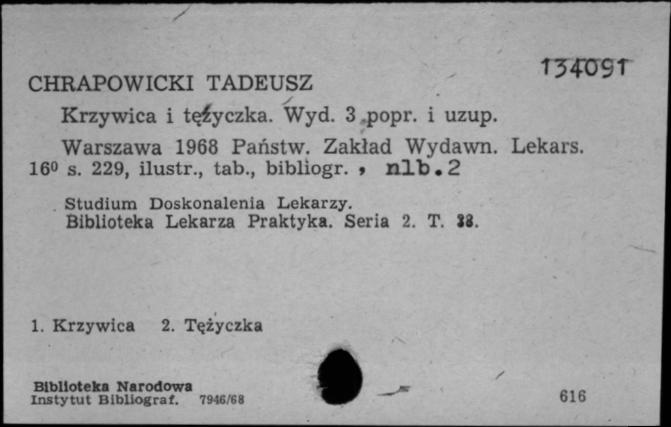 134091
CHRAPOWICKI TADEUSZ
Krzywica i tężyczka. Wyd. 3 popr. i uzup.
Warszawa 1968 Państw. Zakład Wydawn. Lekars.
16⁰ s. 229, ilustr., tab., bibliogr. , nlb.2
Studium Doskonalenia Lekarzy.
Biblioteka Lekarza Praktyka. Seria 2. T. 38.
1. Krzywica 2. Tężyczka
Biblioteka Narodowa
Instytut Bibliograf. 7946/68
616